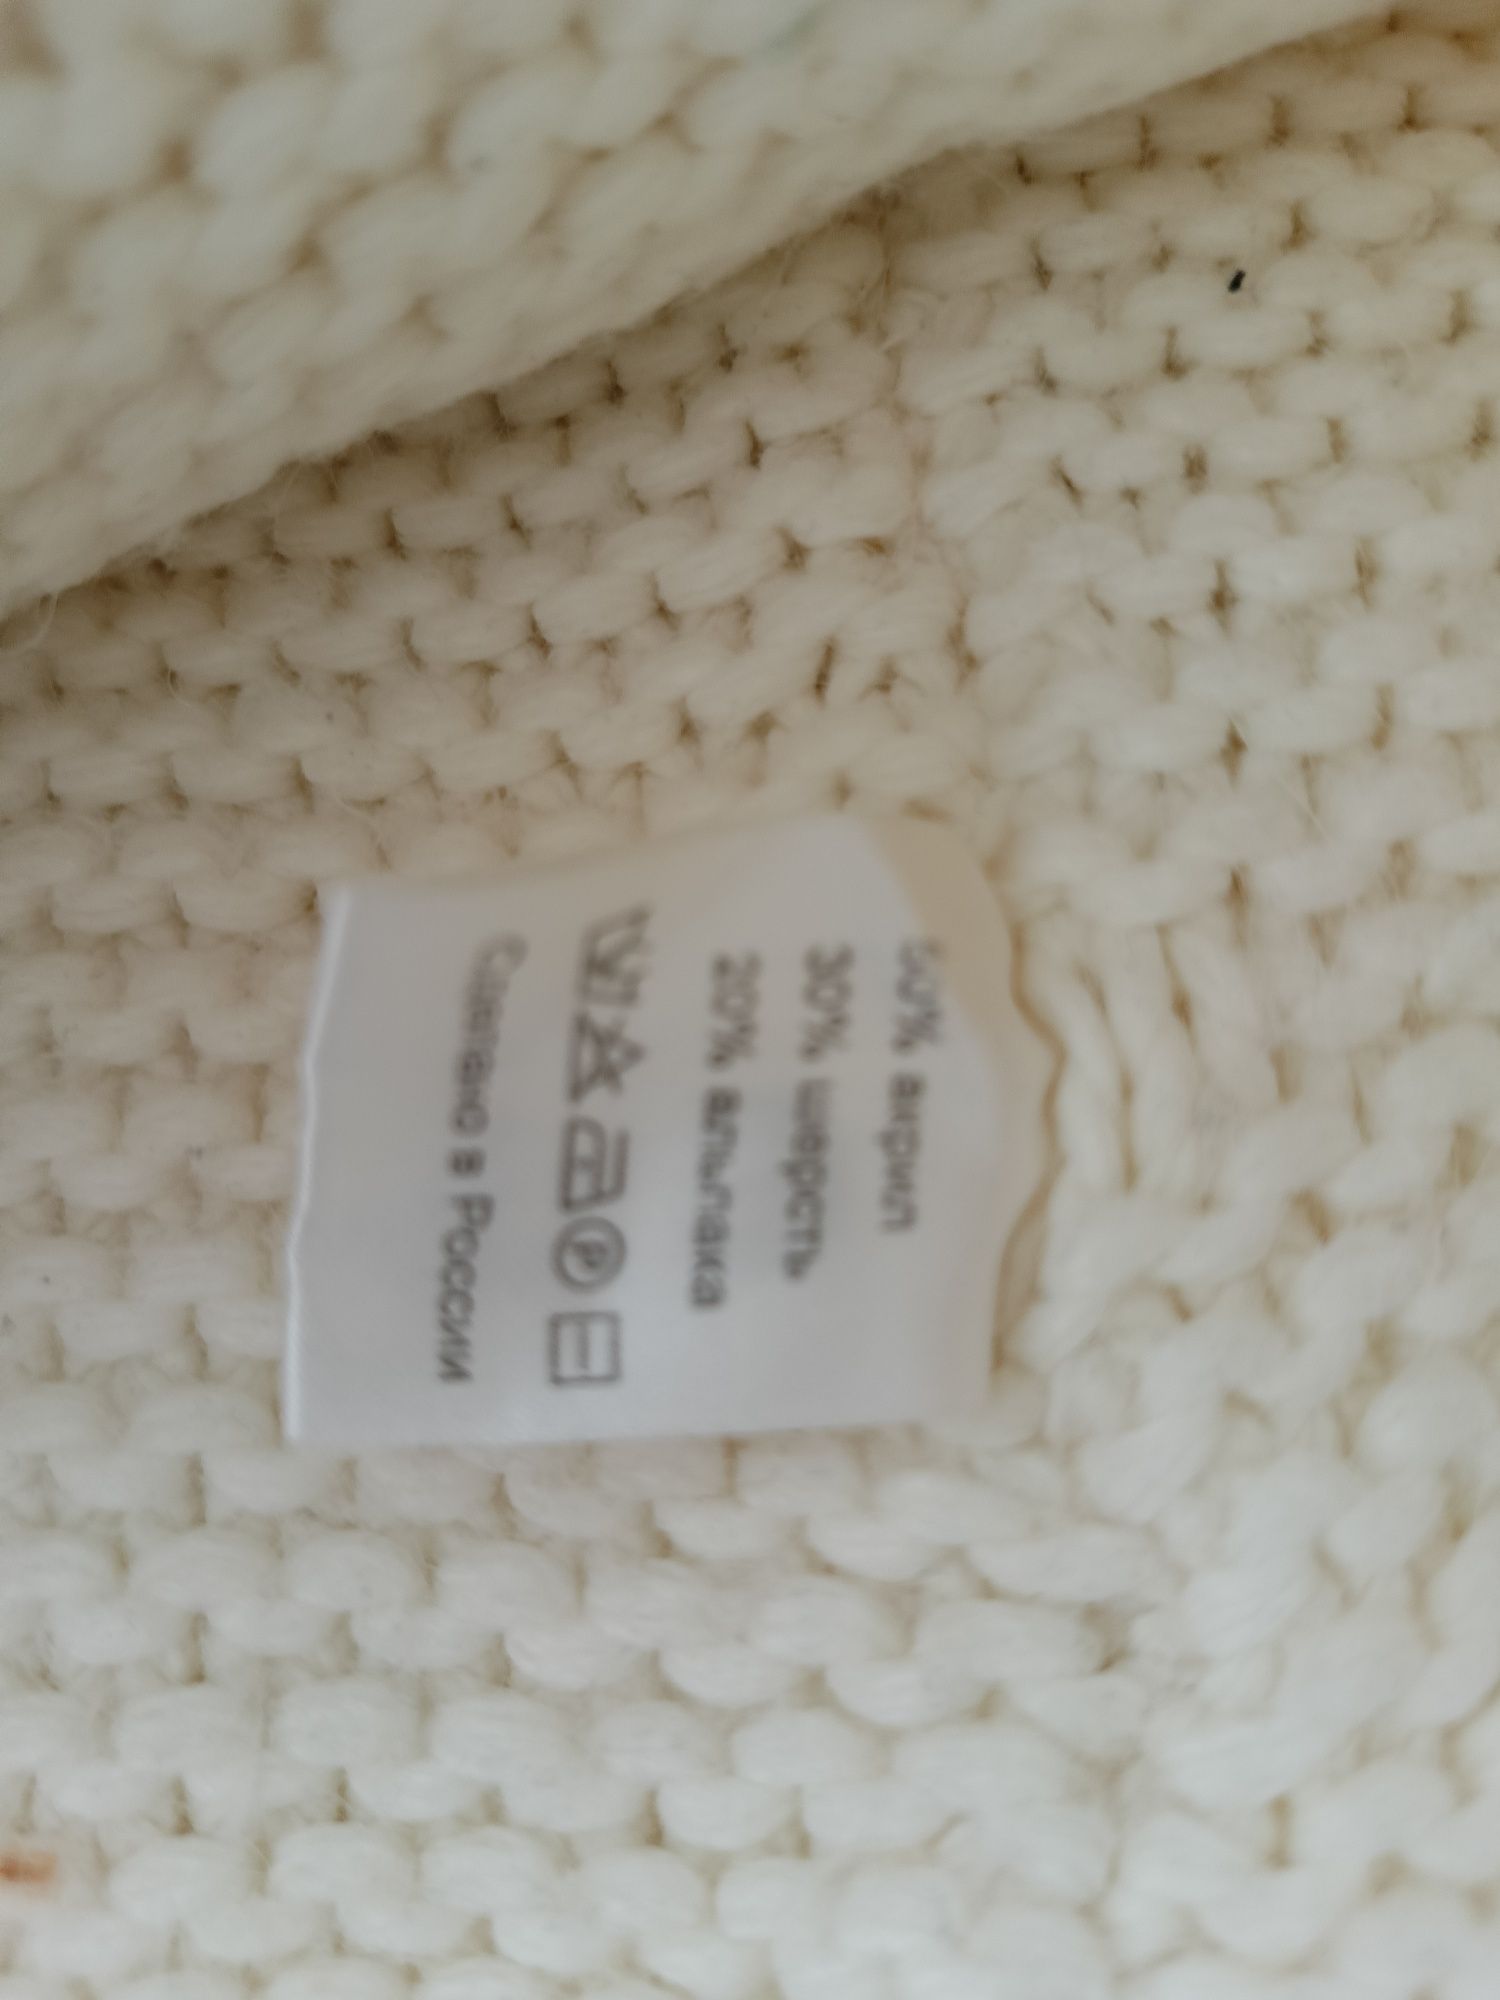 50% акрил
30% шерсть
20% альпака
Сделано в России